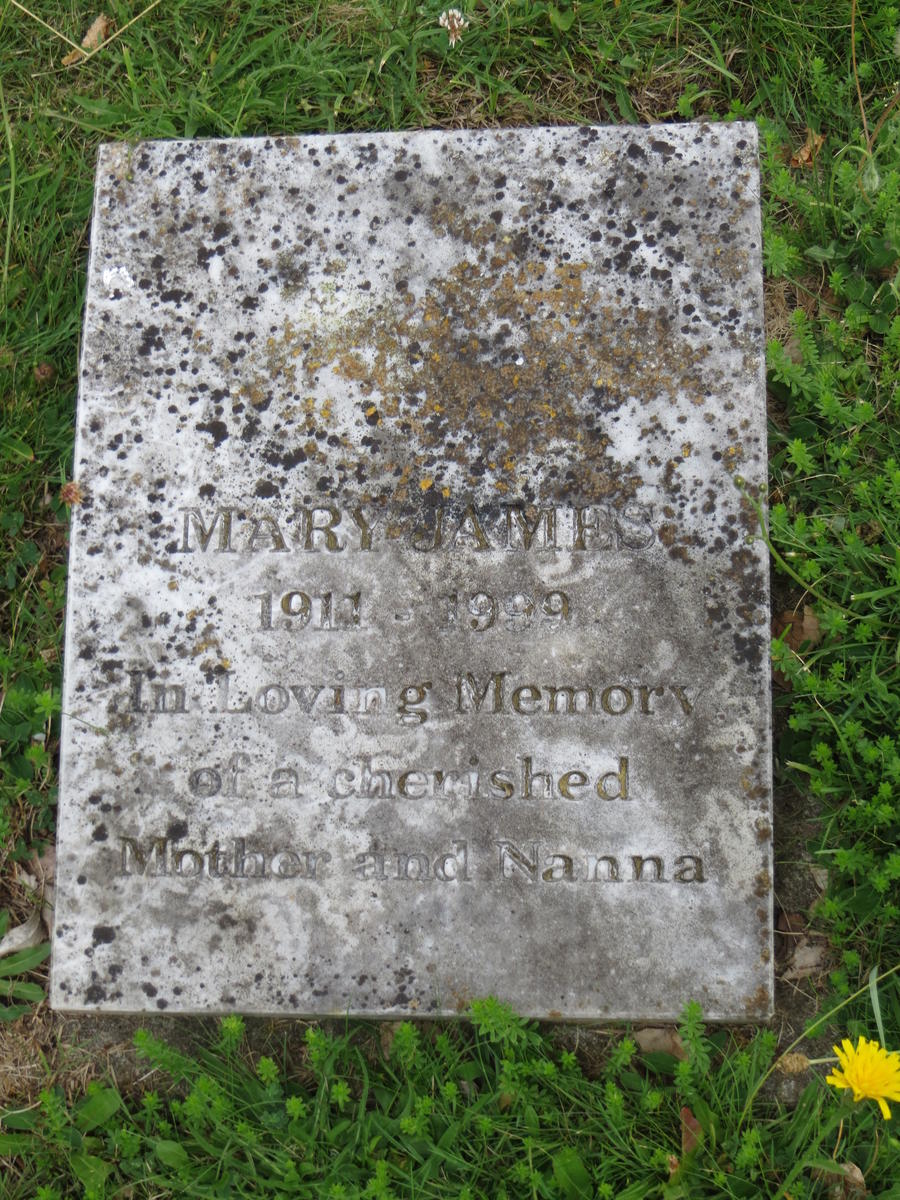 MARY JAMES
1911 - 1999
In Loving Memory
of a cherished
Mother and Nanna